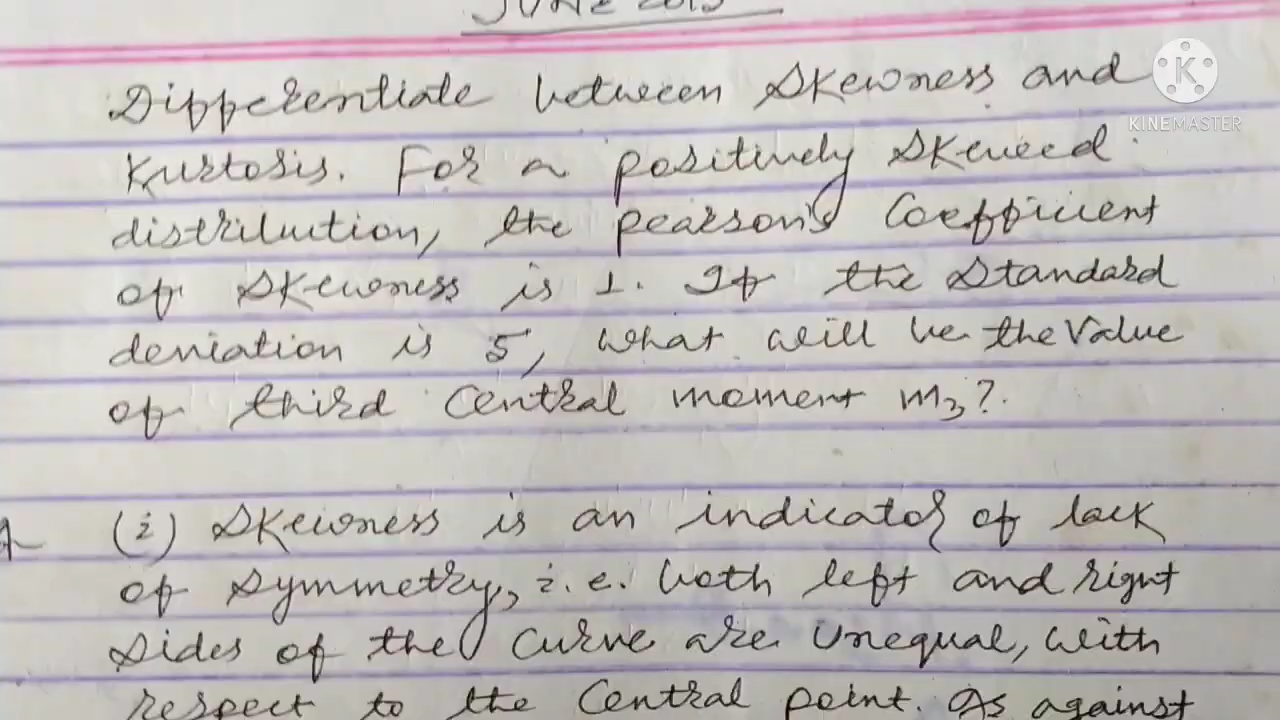 JUNE 2019
Differentiate between Skewness and
Kurtosis. For a positively Skewed
distribution, the pearson's Coefficient
of Skewness is 1. If the Standard
deviation is 5, what will be the Value
of third Central moment m3?
(i) Skewness is an indicator of lack
of Symmetry, i.e. both left and right
Sides of the Curve are Unequal, with
respect to the Central point. As against
K
KINEMASTER